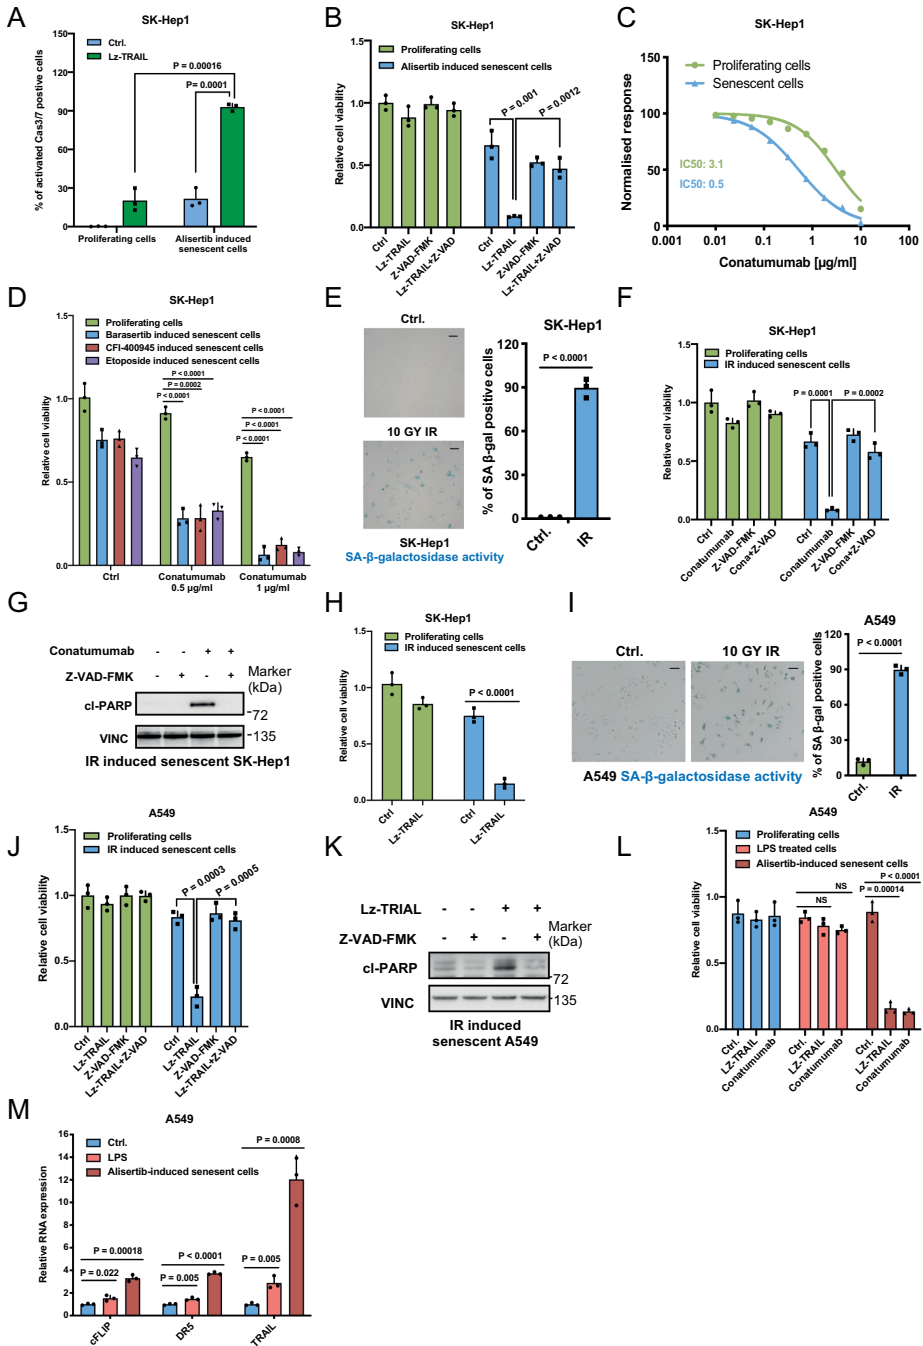 A
SK-Hep1
% of activated Cas3/7 positive cells
150
120
90
60
30
0
Ctrl.
Lz-TRAIL
P = 0.00016
P= 0.0001
Proliferating cells
Alisertib induced
senescent cells
B
SK-Hep1
Relative cell viability
1.5
1.0
0.5
0.0
Proliferating cells
Alisertib induced senescent cells
P = 0.001
P = 0.0012
Ctrl
Lz-TRAIL
Z-VAD-FMK
Lz-TRAIL+Z-VAD
Ctrl
Lz-TRAIL
Z-VAD-FMK
Lz-TRAIL+Z-VAD
C
SK-Hep1
Normalised response
150
100
50
0
Proliferating cells
Senescent cells
IC50: 3.1
IC50: 0.5
0.001
0.01
0.1
1
10
100
Conatumumab [µg/ml]
D
SK-Hep1
Relative cell viability
1.5
1.0
0.5
0.0
Proliferating cells
Barasertib induced senescent cells
CFI-400945 induced senescent cells
Etoposide induced senescent cells
P < 0.0001
P = 0.0002
P < 0.0001
P < 0.0001
P < 0.0001
P < 0.0001
Ctrl
Conatumumab
0.5 µg/ml
Conatumumab
1 µg/ml
E
Ctrl.
10 GY IR
SK-Hep1
SA-β-galactosidase activity
SK-Hep1
% of SA β-gal positive cells
120
90
60
30
0
P < 0.0001
Ctrl.
IR
F
SK-Hep1
Relative cell viability
1.5
1.0
0.5
0.0
Proliferating cells
IR induced senescent cells
P = 0.0001
P = 0.0002
Ctrl
Conatumumab
Z-VAD-FMK
Cona+Z-VAD
Ctrl
Conatumumab
Z-VAD-FMK
Cona+Z-VAD
G
Conatumumab - - + +
Z-VAD-FMK - + - +
Marker
(kDa)
cl-PARP
-72
VINC
-135
IR induced senescent SK-Hep1
H
SK-Hep1
Relative cell viability
1.5
1.0
0.5
0.0
Proliferating cells
IR induced senescent cells
P < 0.0001
Ctrl
Lz-TRAIL
Ctrl
Lz-TRAIL
I
Ctrl.
10 GY IR
A549 SA-β-galactosidase activity
A549
% of SA β-gal positive cells
120
90
60
30
0
P < 0.0001
Ctrl.
IR
J
A549
Relative cell viability
1.5
1.0
0.5
0.0
Proliferating cells
IR induced senescent cells
P = 0.0003
P = 0.0005
Ctrl
Lz-TRAIL
Z-VAD-FMK
Lz-TRAIL+Z-VAD
Ctrl
Lz-TRAIL
Z-VAD-FMK
Lz-TRAIL+Z-VAD
K
Lz-TRIAL - - + +
Z-VAD-FMK - + - +
Marker
(kDa)
cl-PARP
-72
VINC
-135
IR induced
senescent A549
L
A549
Relative cell viability
1.5
1.0
0.5
0.0
Proliferating cells
LPS treated cells
Alisertib-induced senesent cells
NS
NS
P < 0.0001
P = 0.00014
Ctrl.
LZ-TRAIL
Conatumumab
Ctrl.
LZ-TRAIL
Conatumumab
Ctrl.
LZ-TRAIL
Conatumumab
M
A549
Relative RNA expression
16
14
12
10
8
6
4
2
0
Ctrl.
LPS
Alisertib-induced senesent cells
P = 0.00018
P = 0.022
P < 0.0001
P = 0.005
P = 0.0008
P = 0.005
cFLIP
DR5
TRAIL